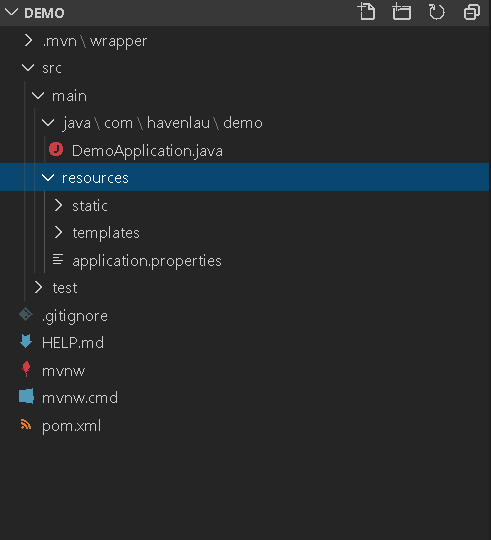 DEMO
.mvn \ wrapper
src
main
java \ com \ havenlau \ demo
DemoApplication.java
resources
static
templates
application.properties
test
.gitignore
HELP.md
mvnw
mvnw.cmd
pom.xml